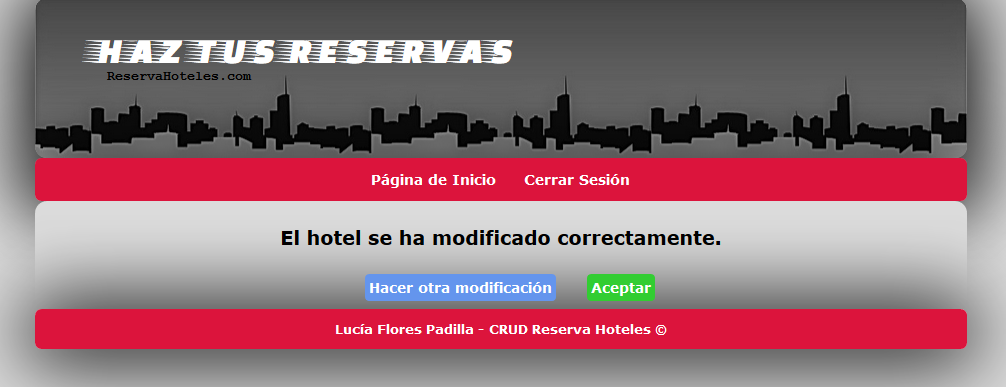 HAZ TUS RESERVAS
ReservaHoteles.com
Página de Inicio Cerrar Sesión
El hotel se ha modificado correctamente.
Hacer otra modificación Aceptar
Lucía Flores Padilla - CRUD Reserva Hoteles ©